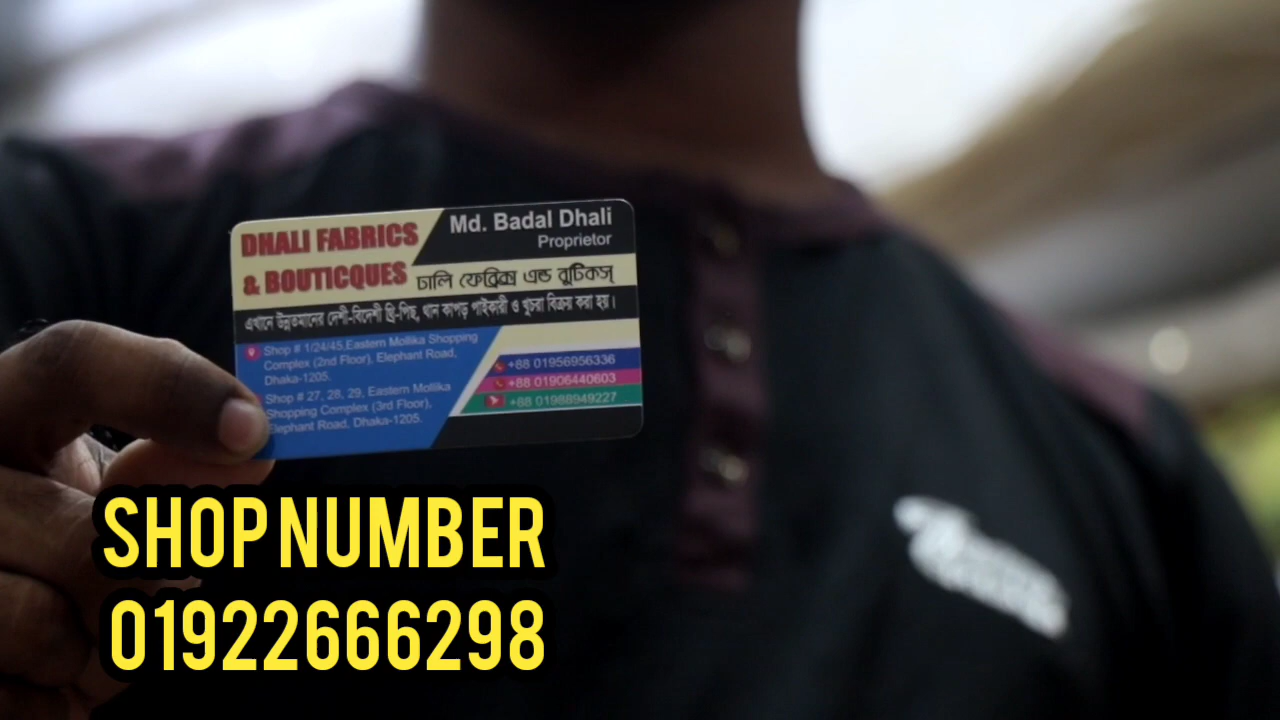 DHALI FABRICS
& BOUTICQUES
Md. Badal Dhali
Proprietor
ঢালি ফেব্রিক্স এন্ড বুটিকস্
এখানে উন্নতমানের দেশী-বিদেশী থ্রি-পিছ, থান কাপড় পাইকারী ও খুচরা বিক্রয় করা হয়।
Shop # 1/24/45,Eastern Mollika Shopping
Complex (2nd Floor), Elephant Road,
Dhaka-1205.
Shop # 27, 28, 29, Eastern Mollika
Shopping Complex (3rd Floor),
Elephant Road, Dhaka-1205.
+88 01956956336
+88 01906440603
+88 01988949227
SHOP NUMBER
01922666298